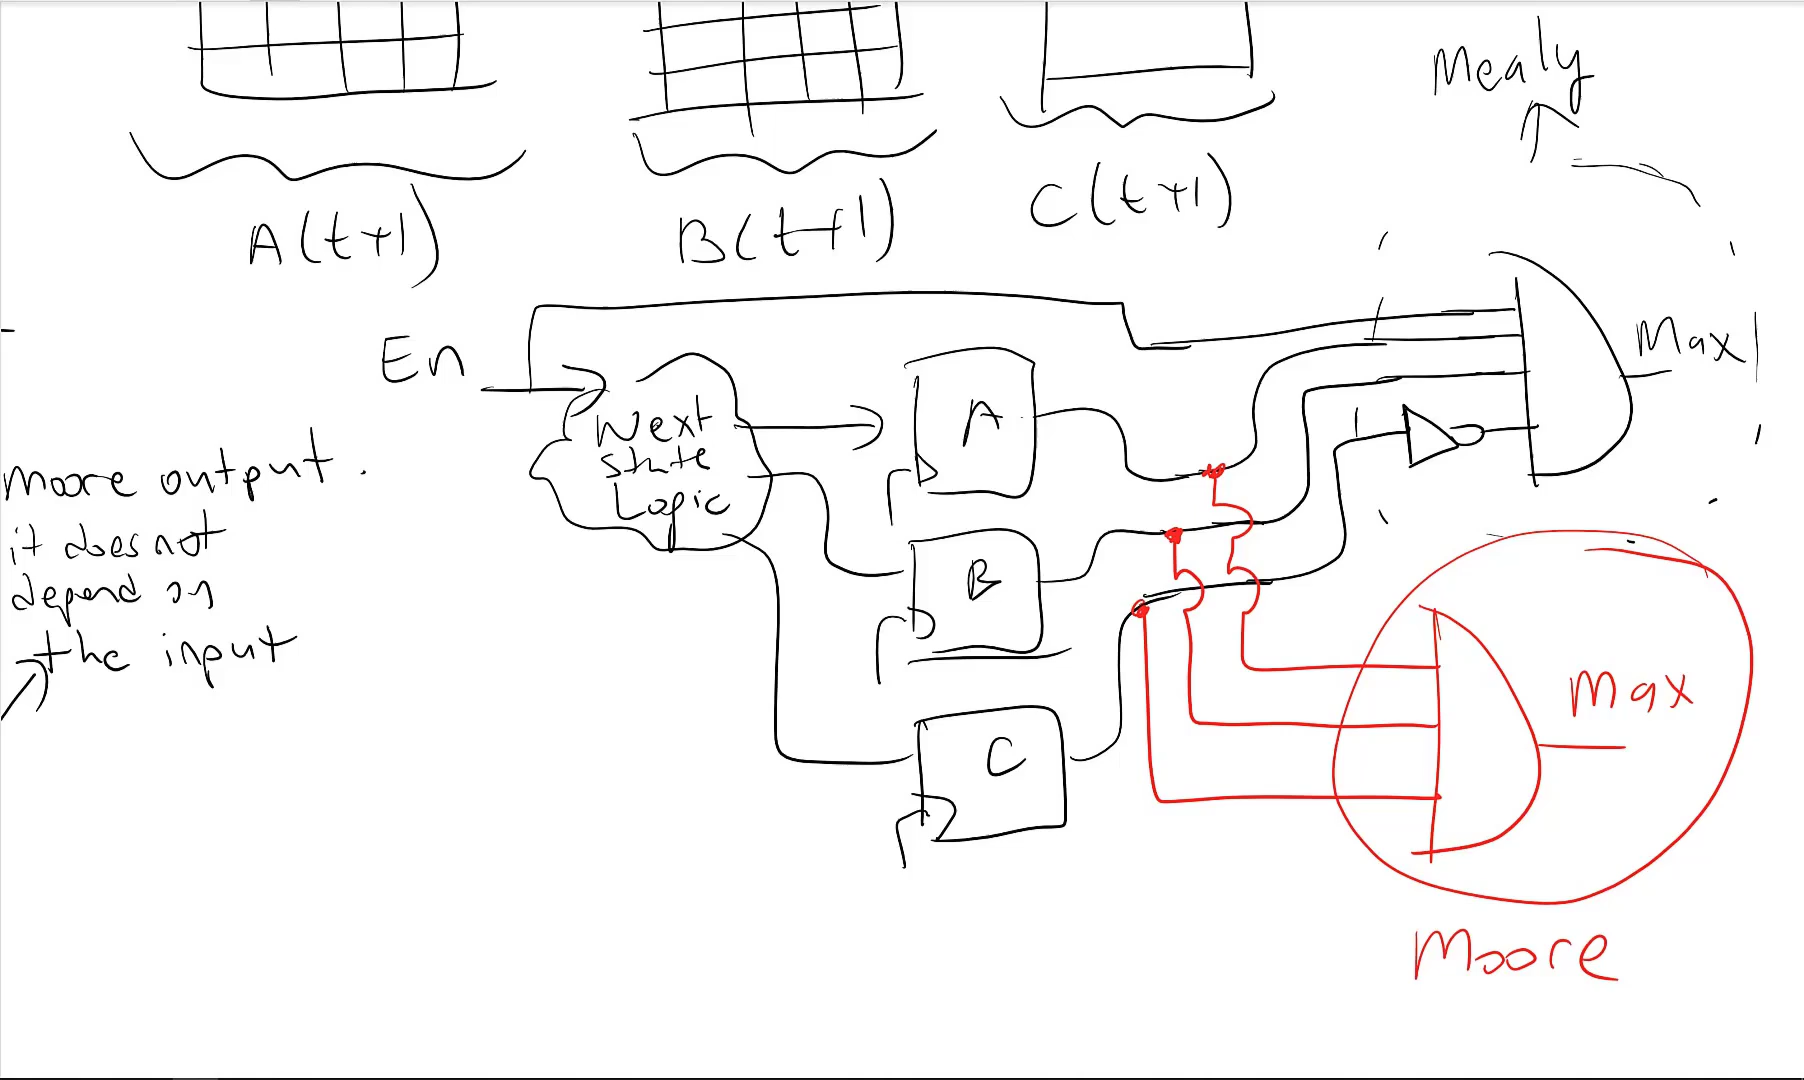 Mealy
A(t+1)
B(t+1)
C(t+1)
En
Max
Next
State
Logic
A
B
C
Moore output.
it does not
depend on
the input
Max
Moore